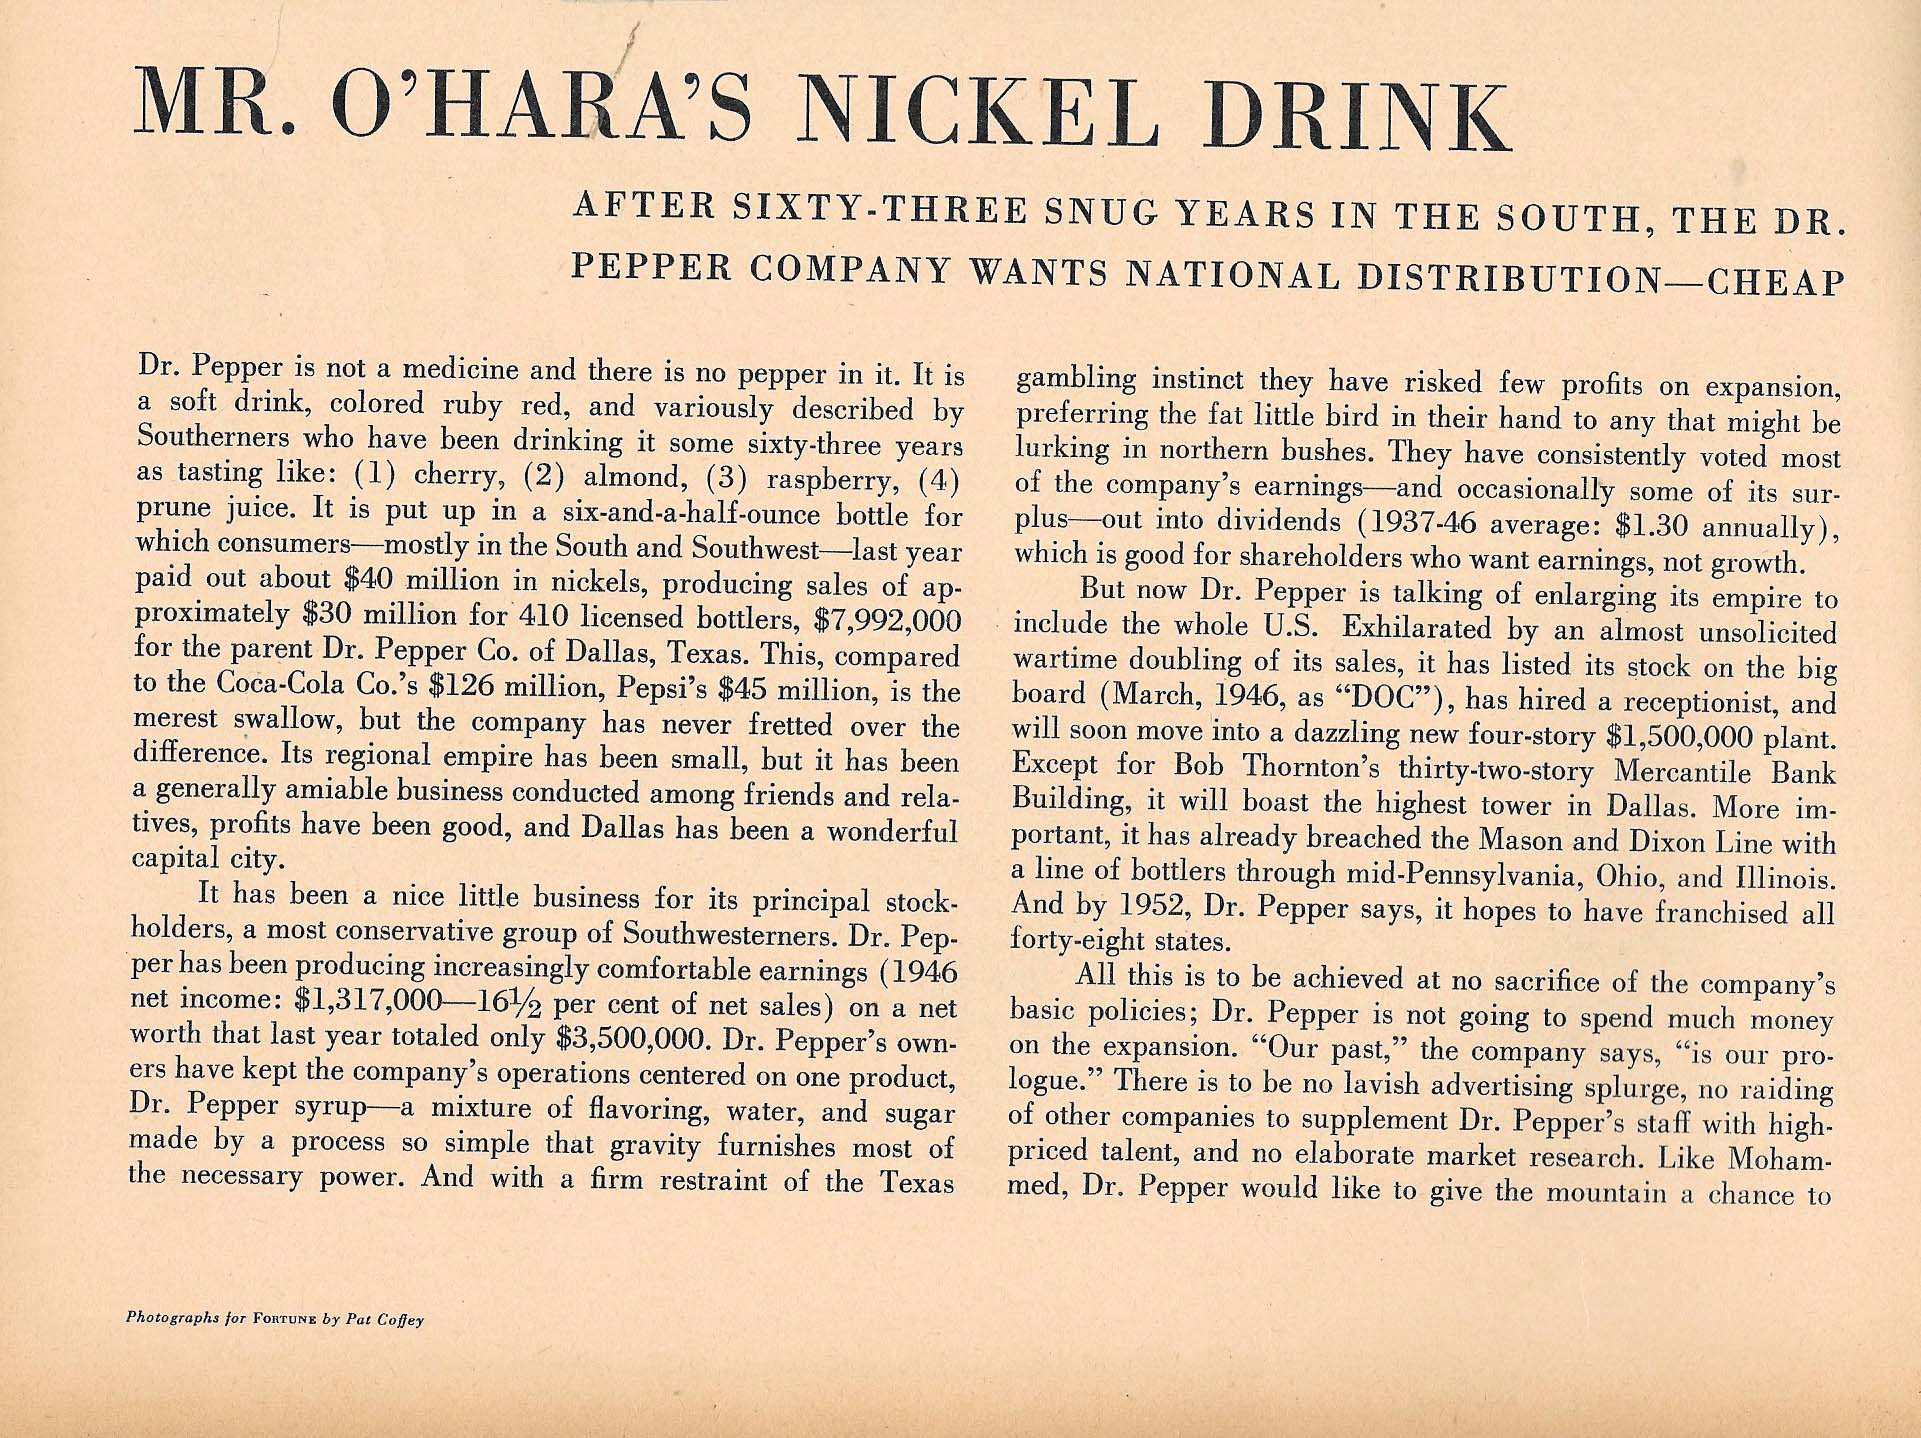 MR. O’HARA’S NICKEL DRINK
AFTER SIXTY-THREE SNUG YEARS IN THE SOUTH, THE DR.
PEPPER COMPANY WANTS NATIONAL DISTRIBUTION—CHEAP
Dr. Pepper is not a medicine and there is no pepper in it. It is
a soft drink, colored ruby red, and variously described by
Southerners who have been drinking it some sixty-three years
as tasting like: (1) cherry, (2) almond, (3) raspberry, (4)
prune juice. It is put up in a six-and-a-half-ounce bottle for
which consumers—mostly in the South and Southwest—last year
paid out about $40 million in nickels, producing sales of ap-
proximately $30 million for 410 licensed bottlers, $7,992,000
for the parent Dr. Pepper Co. of Dallas, Texas. This, compared
to the Coca-Cola Co.’s $126 million, Pepsi’s $45 million, is the
merest swallow, but the company has never fretted over the
difference. Its regional empire has been small, but it has been
a generally amiable business conducted among friends and rela-
tives, profits have been good, and Dallas has been a wonderful
capital city.
It has been a nice little business for its principal stock-
holders, a most conservative group of Southwesterners. Dr. Pep-
per has been producing increasingly comfortable earnings (1946
net income: $1,317,000—16½ per cent of net sales) on a net
worth that last year totaled only $3,500,000. Dr. Pepper’s own-
ers have kept the company’s operations centered on one product,
Dr. Pepper syrup—a mixture of flavoring, water, and sugar
made by a process so simple that gravity furnishes most of
the necessary power. And with a firm restraint of the Texas
gambling instinct they have risked few profits on expansion,
preferring the fat little bird in their hand to any that might be
lurking in northern bushes. They have consistently voted most
of the company’s earnings—and occasionally some of its sur-
plus—out into dividends (1937-46 average: $1.30 annually),
which is good for shareholders who want earnings, not growth.
But now Dr. Pepper is talking of enlarging its empire to
include the whole U.S. Exhilarated by an almost unsolicited
wartime doubling of its sales, it has listed its stock on the big
board (March, 1946, as “DOC”), has hired a receptionist, and
will soon move into a dazzling new four-story $1,500,000 plant.
Except for Bob Thornton’s thirty-two-story Mercantile Bank
Building, it will boast the highest tower in Dallas. More im-
portant, it has already breached the Mason and Dixon Line with
a line of bottlers through mid-Pennsylvania, Ohio, and Illinois.
And by 1952, Dr. Pepper says, it hopes to have franchised all
forty-eight states.
All this is to be achieved at no sacrifice of the company’s
basic policies; Dr. Pepper is not going to spend much money
on the expansion. “Our past,” the company says, “is our pro-
logue.” There is to be no lavish advertising splurge, no raiding
of other companies to supplement Dr. Pepper’s staff with high-
priced talent, and no elaborate market research. Like Moham-
med, Dr. Pepper would like to give the mountain a chance to
Photographs for FORTUNE by Pat Coffey